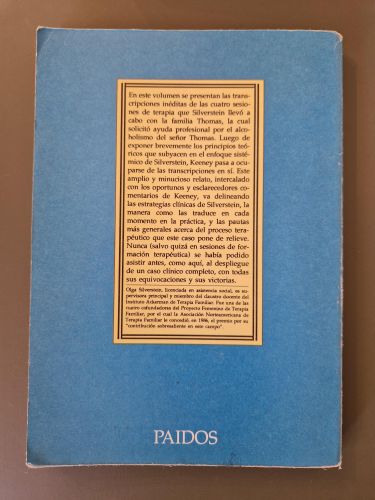 En este volumen se presentan las trans-
cripciones inéditas de las cuatro sesio-
nes de terapia que Silverstein llevó a
cabo con la familia Thomas, la cual
solicitó ayuda profesional por el alco-
holismo del señor Thomas. Luego de
exponer brevemente los principios teó-
ricos que subyacen en el enfoque sisté-
mico de Silverstein, Keeney pasa a ocu-
parse de las transcripciones en sí. Este
amplio y minucioso relato, intercalado
con los oportunos y esclarecedores co-
mentarios de Keeney, va delineando
las estrategias clínicas de Silverstein, la
manera como las traduce en cada
momento en la práctica, y las pautas
más generales acerca del proceso tera-
péutico que este caso pone de relieve.
Nunca (salvo quizá en sesiones de for-
mación terapéutica) se había podido
asistir antes, como aquí, al despliegue
de un caso clínico completo, con todas
sus equivocaciones y sus victorias.
Olga Silverstein, licenciada en asistencia social, es su-
pervisora principal y miembro del claustro docente del
Instituto Ackerman de Terapia Familiar. Fue una de las
cuatro cofundadoras del Proyecto Femenino de Terapia
Familiar, por el cual la Asociación Norteamericana de
Terapia Familiar le concedió, en 1986, el premio por su
"contribución sobresaliente en este campo".
PAIDOS